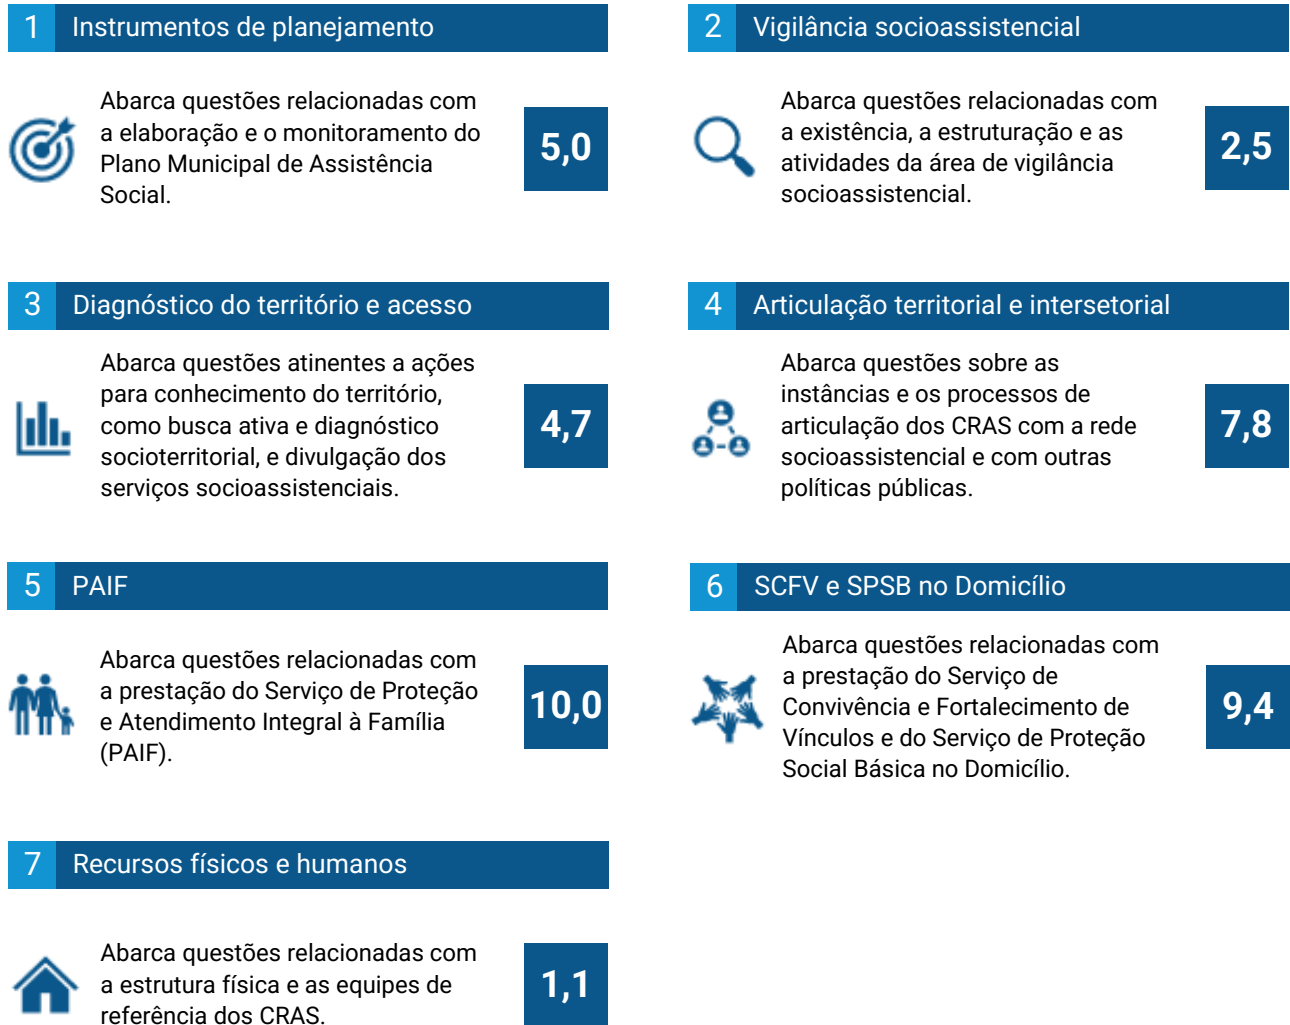 1 Instrumentos de planejamento
Abarca questões relacionadas com
a elaboração e o monitoramento do
Plano Municipal de Assistência
Social.
5,0
2 Vigilância socioassistencial
Abarca questões relacionadas com
a existência, a estruturação e as
atividades da área de vigilância
socioassistencial.
2,5
3 Diagnóstico do território e acesso
Abarca questões atinentes a ações
para conhecimento do território,
como busca ativa e diagnóstico
socioterritorial, e divulgação dos
serviços socioassistenciais.
4,7
4 Articulação territorial e intersetorial
Abarca questões sobre as
instâncias e os processos de
articulação dos CRAS com a rede
socioassistencial e com outras
políticas públicas.
7,8
5 PAIF
Abarca questões relacionadas com
a prestação do Serviço de Proteção
e Atendimento Integral à Família
(PAIF).
10,0
6 SCFV e SPSB no Domicílio
Abarca questões relacionadas com
a prestação do Serviço de
Convivência e Fortalecimento de
Vínculos e do Serviço de Proteção
Social Básica no Domicílio.
9,4
7 Recursos físicos e humanos
Abarca questões relacionadas com
a estrutura física e as equipes de
referência dos CRAS.
1,1